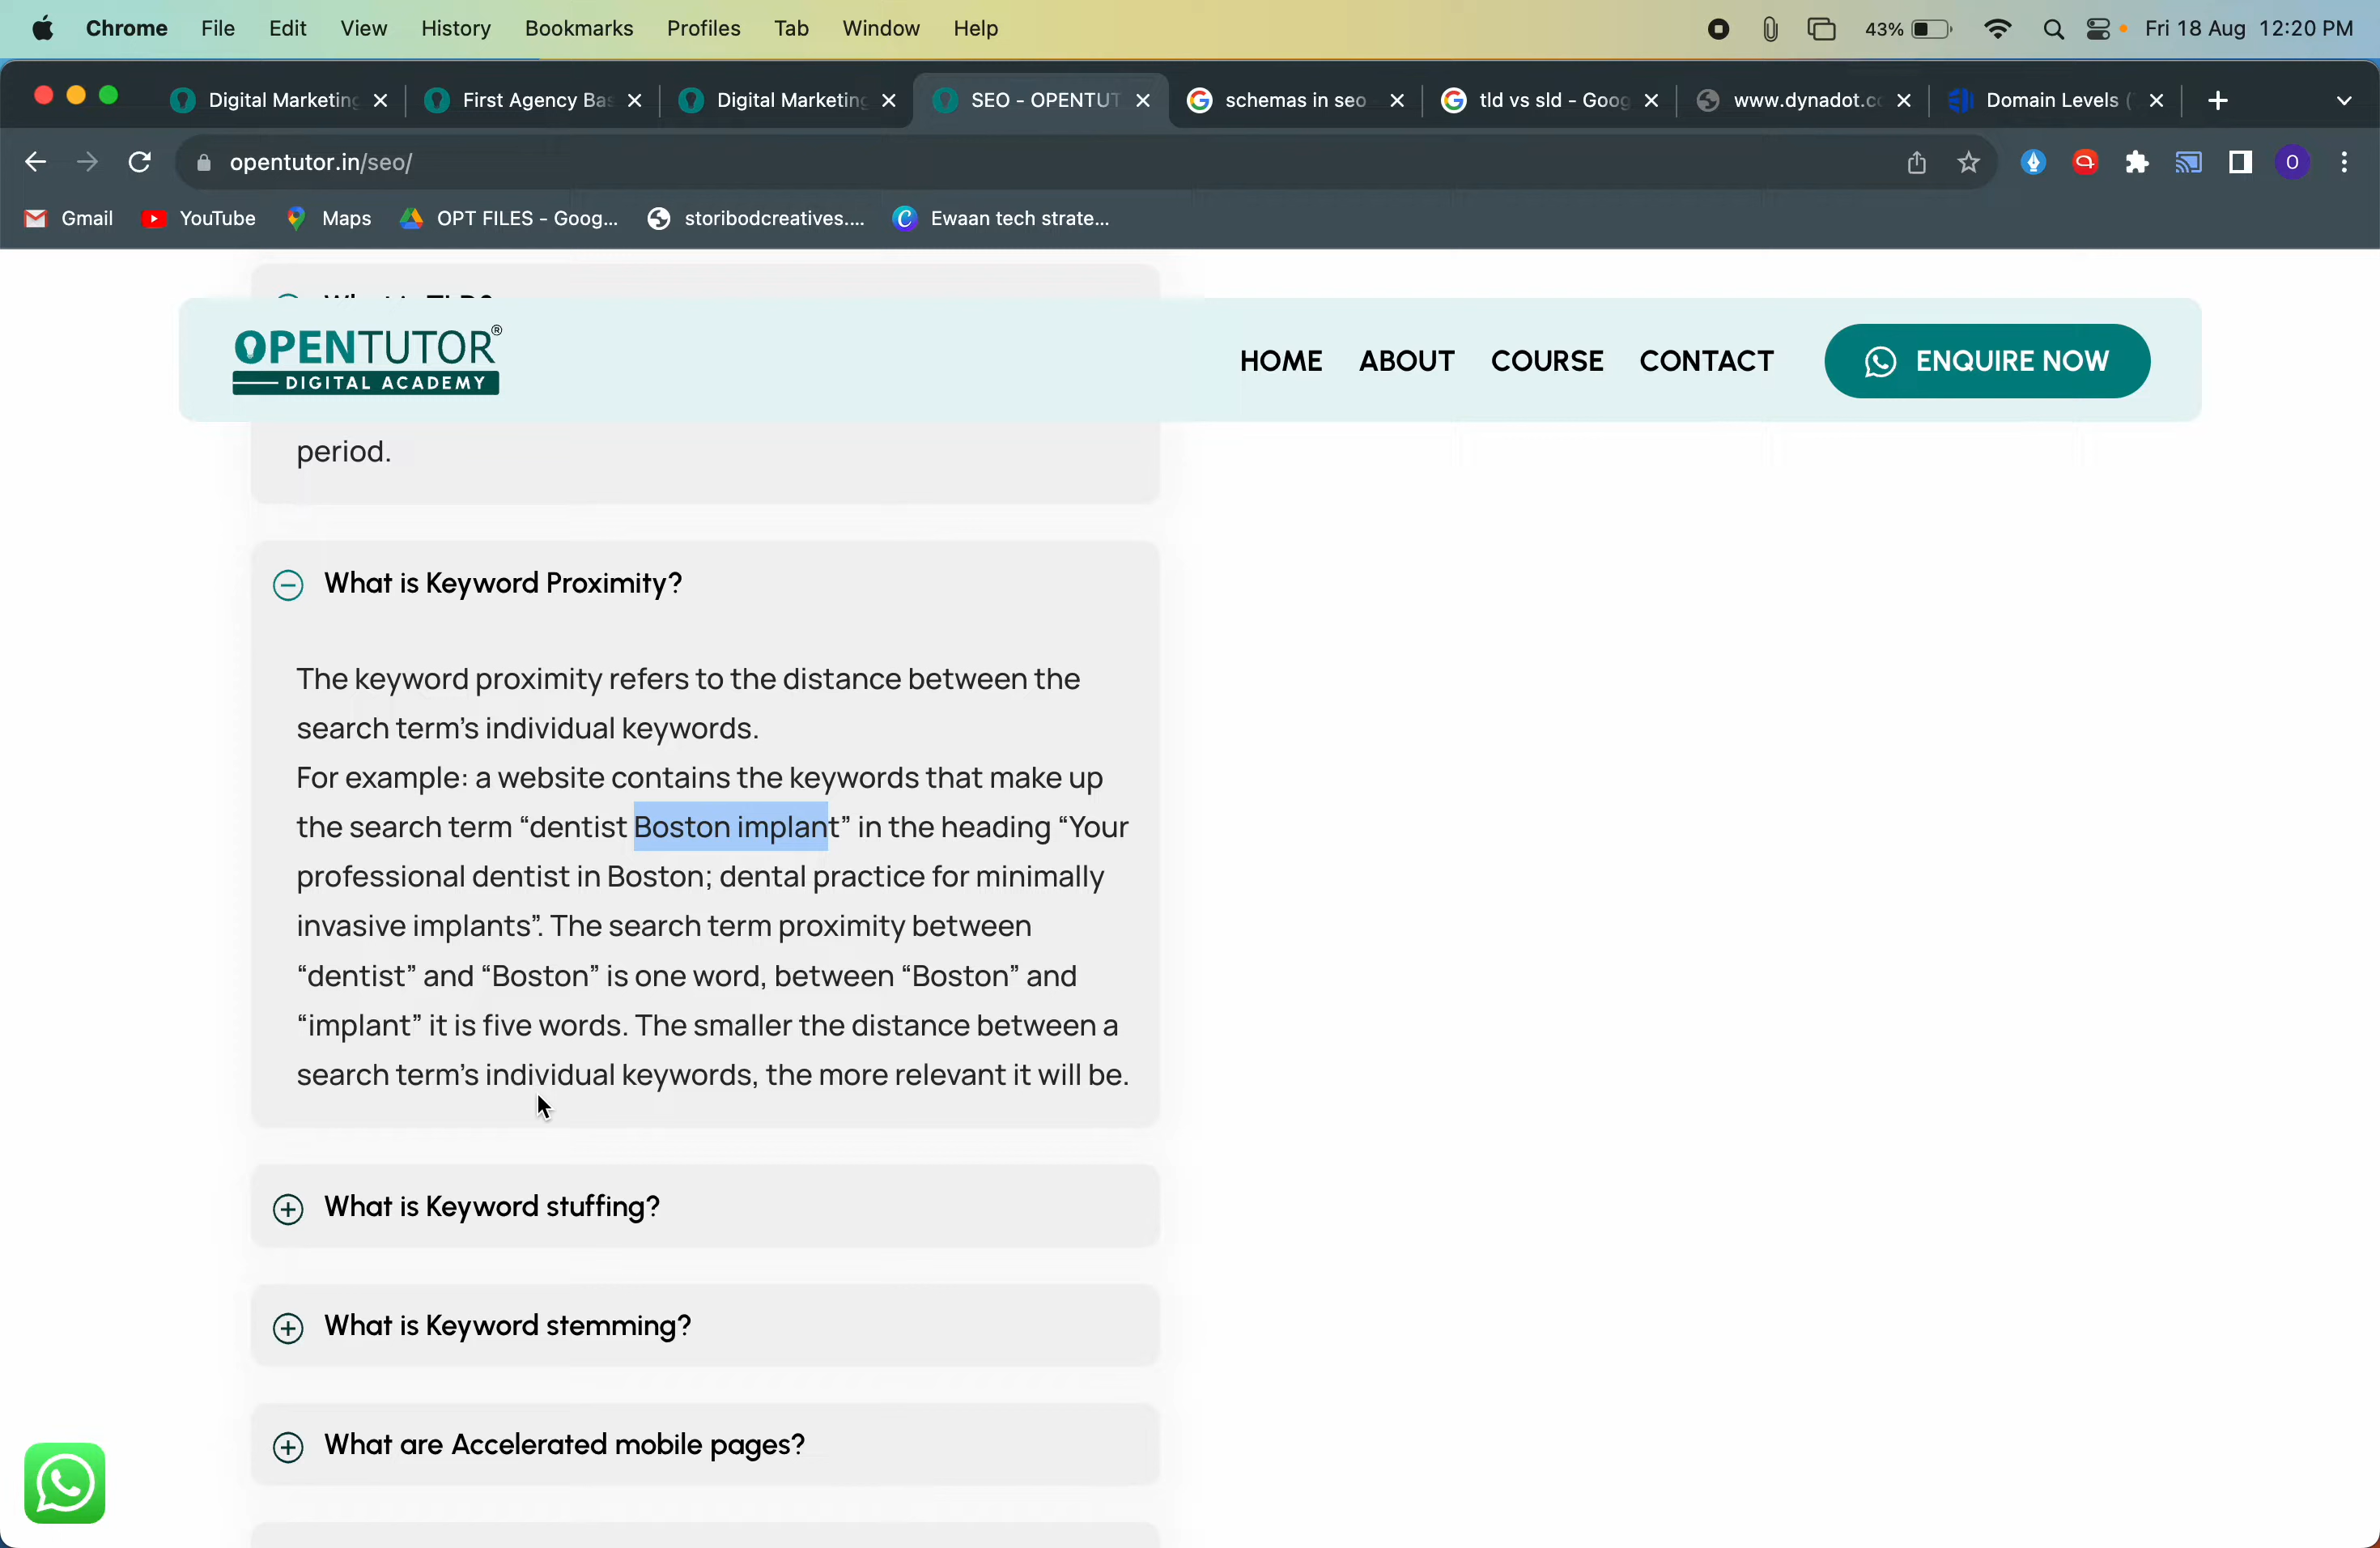 Chrome File Edit View History Bookmarks Profiles Tab Window Help 43% Fri 18 Aug 12:20 PM
Digital Marketing First Agency Bas Digital Marketing SEO - OPENTUT schemas in seo tld vs sld - Goog www.dynadot.c Domain Levels (
opentutor.in/seo/ O
Gmail YouTube Maps OPT FILES - Goog... storibodcreatives.... Ewaan tech strate...
OPENTUTOR®
DIGITAL ACADEMY
HOME ABOUT COURSE CONTACT ENQUIRE NOW
period.
What is Keyword Proximity?
The keyword proximity refers to the distance between the
search term’s individual keywords.
For example: a website contains the keywords that make up
the search term “dentist Boston implant” in the heading “Your
professional dentist in Boston; dental practice for minimally
invasive implants”. The search term proximity between
“dentist” and “Boston” is one word, between “Boston” and
“implant” it is five words. The smaller the distance between a
search term’s individual keywords, the more relevant it will be.
What is Keyword stuffing?
What is Keyword stemming?
What are Accelerated mobile pages?